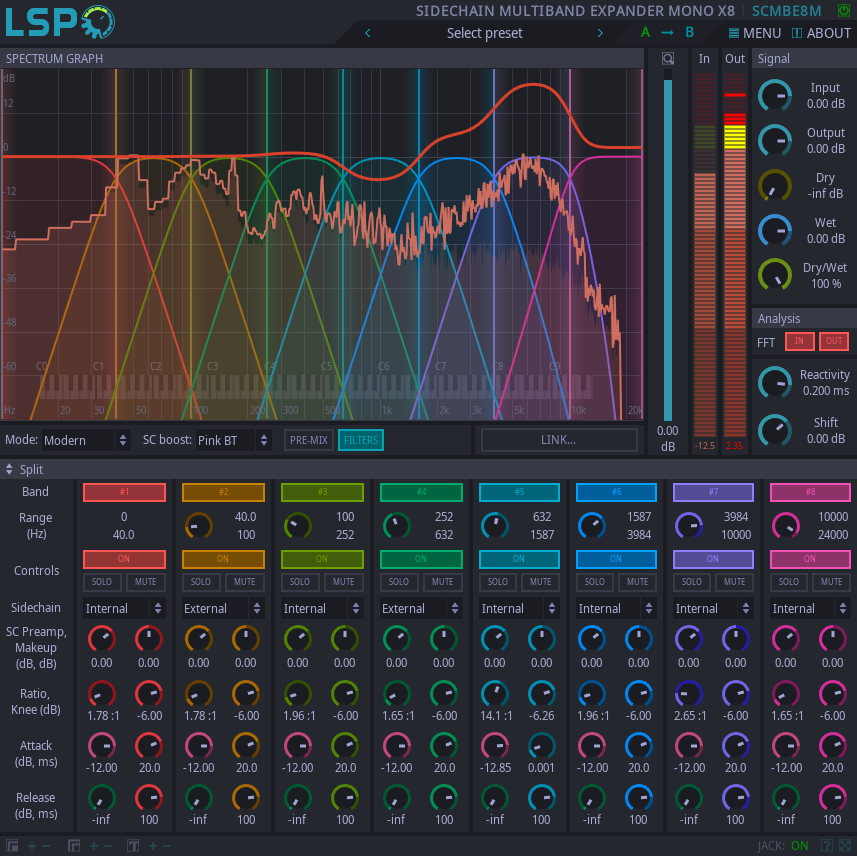 LSP SIDECHAIN MULTIBAND EXPANDER MONO X8 SCMBE8M
Select preset A B MENU ABOUT
SPECTRUM GRAPH In Out Signal
dB
12
0
-12
-24
-36
-48
-60
C0 C1 C2 C3 C4 C5 C6 C7 C8 C9
Hz 20 30 50 100 200 300 500 1k 2k 3k 5k 10k 20k
Input
0.00 dB
Output
0.00 dB
Dry
-inf dB
Wet
0.00 dB
Dry/Wet
100 %
Analysis
FFT IN OUT
Reactivity
0.200 ms
Shift
0.00 dB
0.00
dB
-12.5 2.35
Mode: Modern SC boost: Pink BT PRE-MIX FILTERS LINK...
Split
Band #1 #2 #3 #4 #5 #6 #7 #8
Range
(Hz)
0 40.0 100 252 632 1587 3984 10000
40.0 100 252 632 1587 3984 10000 24000
Controls
ON ON ON ON ON ON ON ON
SOLO MUTE SOLO MUTE SOLO MUTE SOLO MUTE SOLO MUTE SOLO MUTE SOLO MUTE SOLO MUTE
Sidechain Internal External Internal External Internal Internal Internal Internal
SC Preamp,
Makeup
(dB, dB)
0.00 0.00 0.00 0.00 0.00 0.00 0.00 0.00 0.00 0.00 0.00 0.00 0.00 0.00 0.00 0.00
Ratio,
Knee (dB)
1.78 :1 -6.00 1.78 :1 -6.00 1.96 :1 -6.00 1.65 :1 -6.00 14.1 :1 -6.26 1.96 :1 -6.00 2.65 :1 -6.00 1.65 :1 -6.00
Attack
(dB, ms)
-12.00 20.0 -12.00 20.0 -12.00 20.0 -12.00 20.0 -12.85 0.001 -12.00 20.0 -12.00 20.0 -12.00 20.0
Release
(dB, ms)
-inf 100 -inf 100 -inf 100 -inf 100 -inf 100 -inf 100 -inf 100 -inf 100
JACK: ON